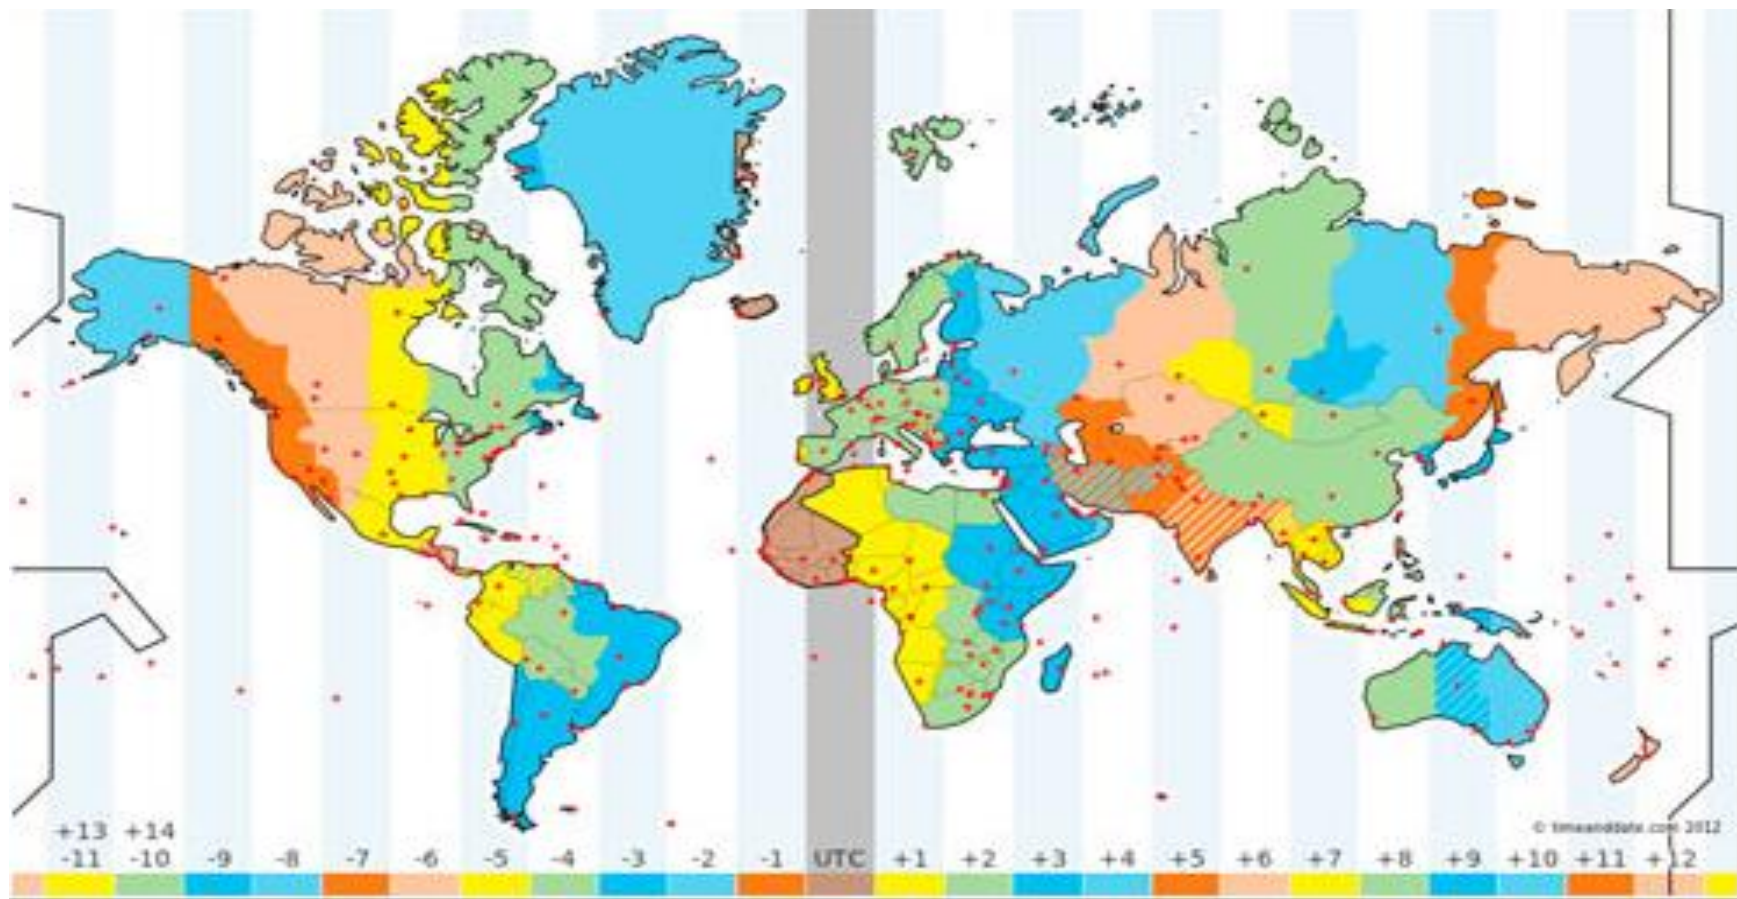 © timeanddate.com 2012
+13 +14
-11 -10 -9 -8 -7 -6 -5 -4 -3 -2 -1 UTC +1 +2 +3 +4 +5 +6 +7 +8 +9 +10 +11 +12